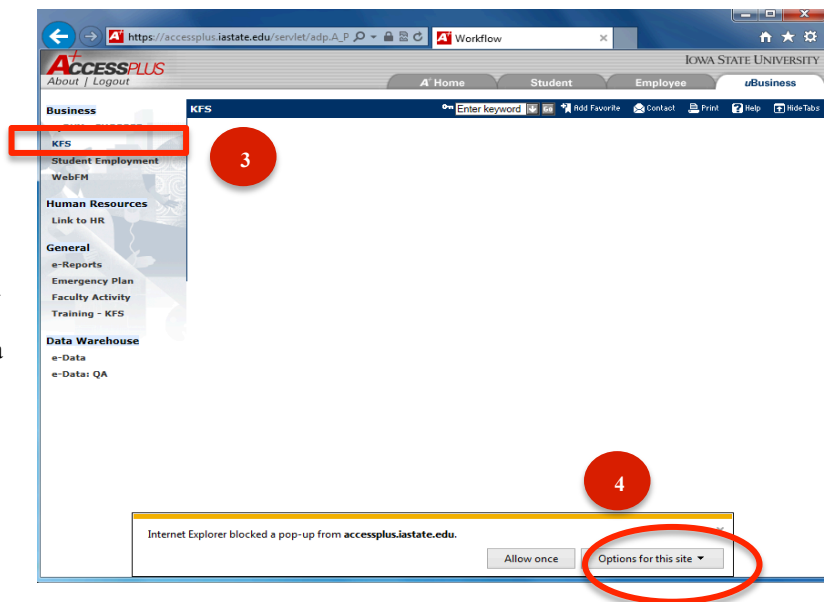 https://accessplus.iastate.edu/servlet/adp.A_P
Workflow
ACCESSPLUS
About | Logout
IOWA STATE UNIVERSITY
A+Home
Student
Employee
uBusiness
KFS
Enter keyword
Go
Add Favorite
Contact
Print
Help
HideTabs
Business
KFS
Student Employment
WebFM
Human Resources
Link to HR
General
e-Reports
Emergency Plan
Faculty Activity
Training - KFS
Data Warehouse
e-Data
e-Data: QA
a
3
4
Internet Explorer blocked a pop-up from accessplus.iastate.edu.
Allow once
Options for this site